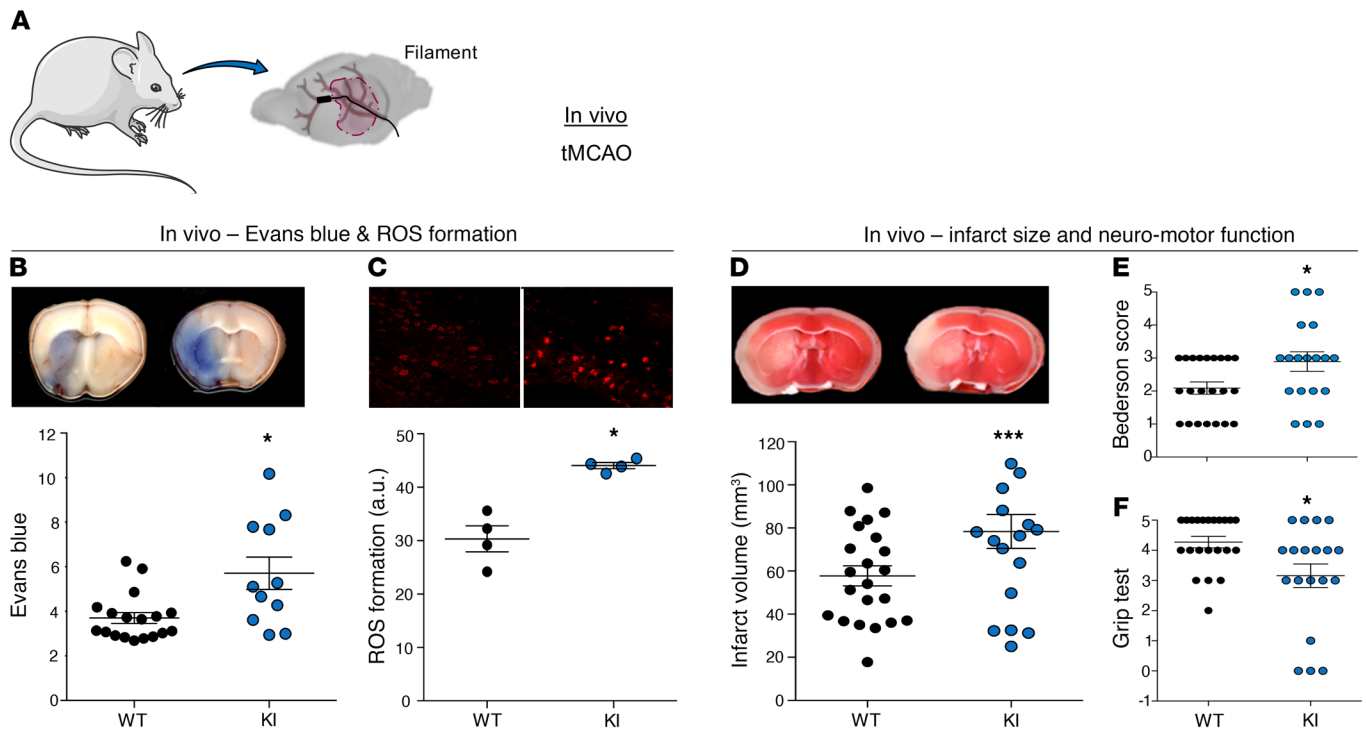 A
Filament
In vivo
tMCAO
In vivo – Evans blue & ROS formation
In vivo – infarct size and neuro-motor function
B
C
D
E
*
Bederson score
5
4
3
2
1
0
12
10
8
6
4
2
0
Evans blue
*
WT
KI
50
40
30
20
10
0
ROS formation (a.u.)
*
WT
KI
120
100
80
60
40
20
0
Infarct volume (mm³)
***
WT
KI
F
*
Grip test
5
4
3
2
1
0
-1
WT
KI